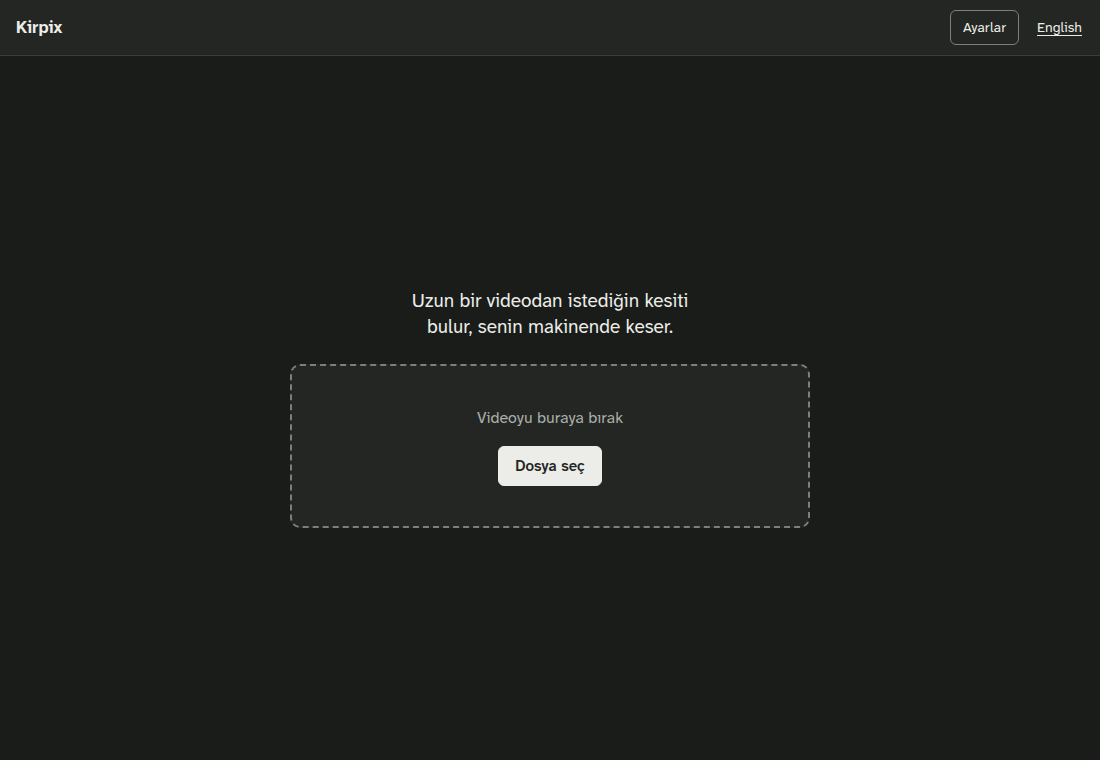 Kirpix
Ayarlar
English
Uzun bir videodan istediğin kesiti
bulur, senin makinende keser.
Videoyu buraya bırak
Dosya seç